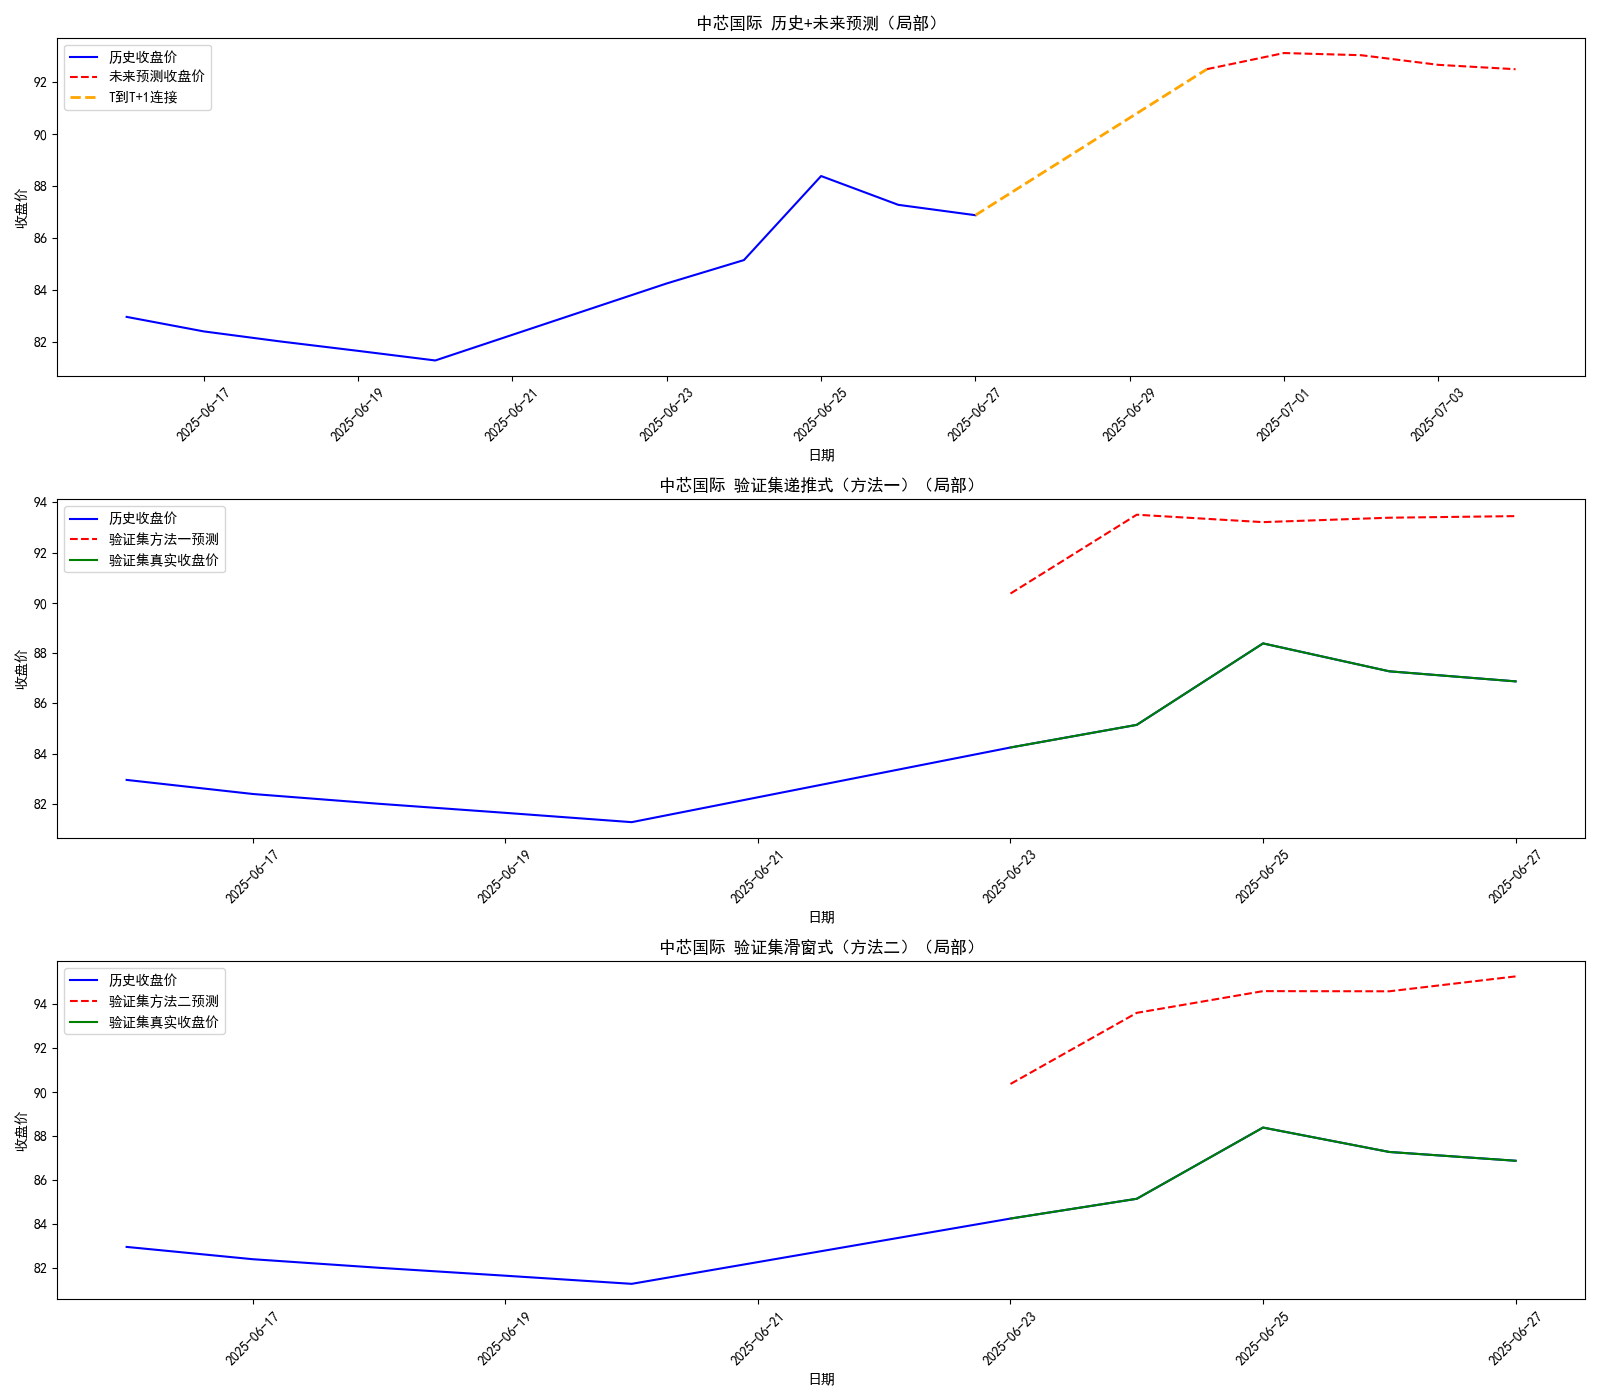 中芯国际 历史+未来预测（局部）
历史收盘价
未来预测收盘价
T到T+1连接
收盘价
92
90
88
86
84
82
2025-06-17
2025-06-19
2025-06-21
2025-06-23
2025-06-25
2025-06-27
2025-06-29
2025-07-01
2025-07-03
日期
中芯国际 验证集递推式（方法一）（局部）
历史收盘价
验证集方法一预测
验证集真实收盘价
收盘价
94
92
90
88
86
84
82
2025-06-17
2025-06-19
2025-06-21
2025-06-23
2025-06-25
2025-06-27
日期
中芯国际 验证集滑窗式（方法二）（局部）
历史收盘价
验证集方法二预测
验证集真实收盘价
收盘价
94
92
90
88
86
84
82
2025-06-17
2025-06-19
2025-06-21
2025-06-23
2025-06-25
2025-06-27
日期